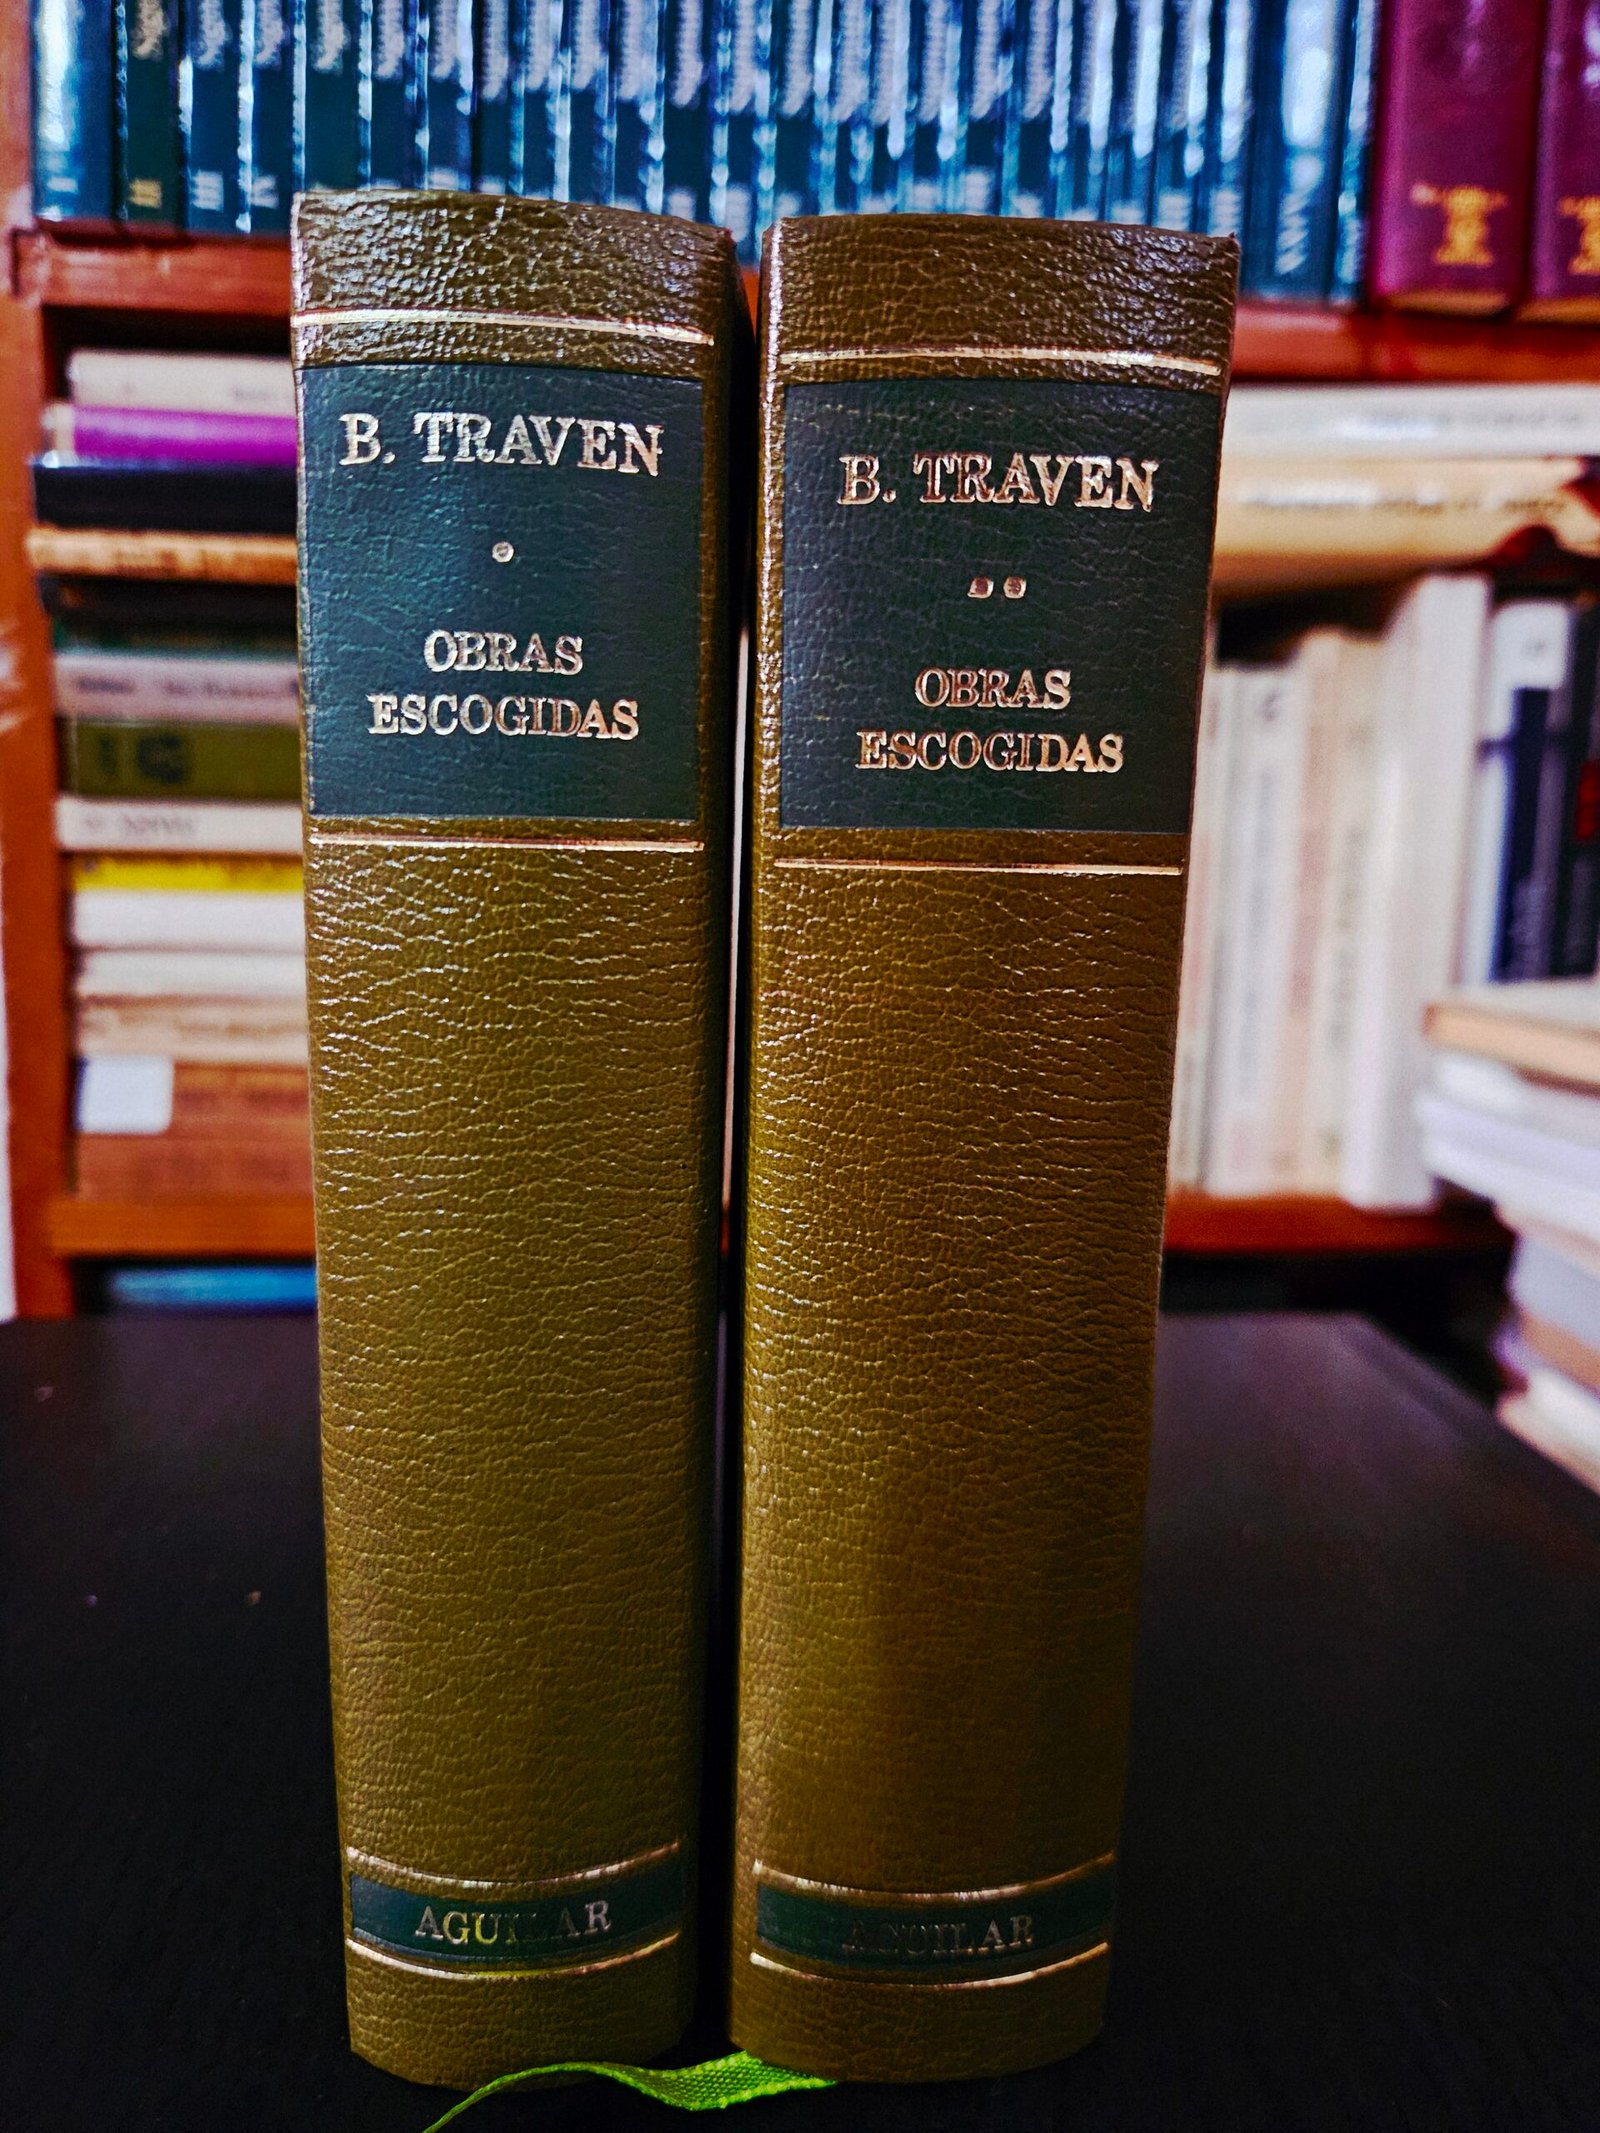 B. TRAVEN
•
OBRAS
ESCOGIDAS
AGUILAR
B. TRAVEN
••
OBRAS
ESCOGIDAS
AGUILAR